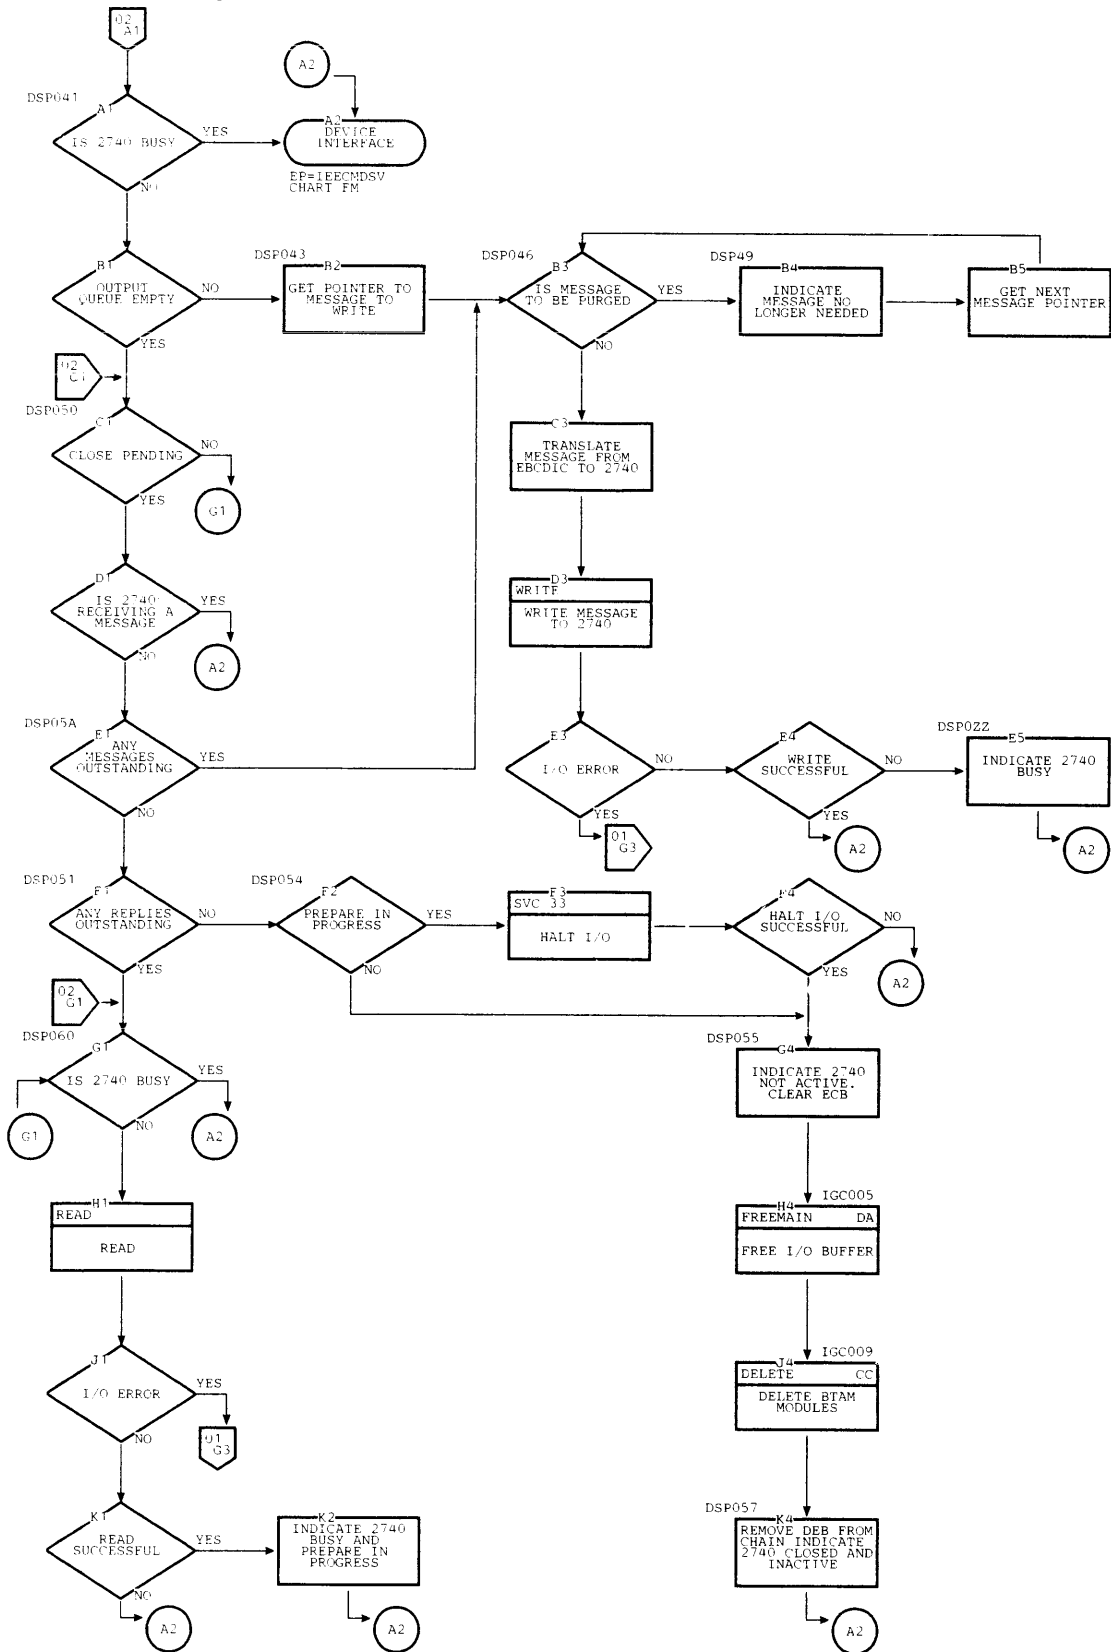 02
A1
A2
DSP041
A1
IS 2740 BUSY
YES
NO
A2
DEVICE
INTERFACE
EP=IEECMDSV
CHART FM
B1
OUTPUT
QUEUE EMPTY
NO
YES
DSP043
B2
GET POINTER TO
MESSAGE TO
WRITE
DSP046
B3
IS MESSAGE
TO BE PURGED
YES
NO
DSP49
B4
INDICATE
MESSAGE NO
LONGER NEEDED
B5
GET NEXT
MESSAGE POINTER
02
C1
DSP050
C1
CLOSE PENDING
NO
YES
G1
C3
TRANSLATE
MESSAGE FROM
EBCDIC TO 2740
D1
IS 2740
RECEIVING A
MESSAGE
YES
NO
A2
D3
WRITE
WRITE MESSAGE
TO 2740
DSP05A
E1
ANY
MESSAGES
OUTSTANDING
YES
NO
E3
I/O ERROR
NO
YES
01
G3
E4
WRITE
SUCCESSFUL
NO
YES
A2
DSP0ZZ
E5
INDICATE 2740
BUSY
A2
DSP051
F1
ANY REPLIES
OUTSTANDING
NO
YES
DSP054
F2
PREPARE IN
PROGRESS
YES
NO
F3
SVC 33
HALT I/O
F4
HALT I/O
SUCCESSFUL
NO
YES
A2
02
G1
DSP060
G1
IS 2740 BUSY
YES
NO
G1
A2
DSP055
G4
INDICATE 2740
NOT ACTIVE.
CLEAR ECB
H1
READ
READ
IGC005
H4
FREEMAIN DA
FREE I/O BUFFER
J1
I/O ERROR
YES
NO
01
G3
IGC009
J4
DELETE CC
DELETE BTAM
MODULES
K1
READ
SUCCESSFUL
YES
NO
A2
K2
INDICATE 2740
BUSY AND
PREPARE IN
PROGRESS
A2
DSP057
K4
REMOVE DEB FROM
CHAIN INDICATE
2740 CLOSED AND
INACTIVE
A2